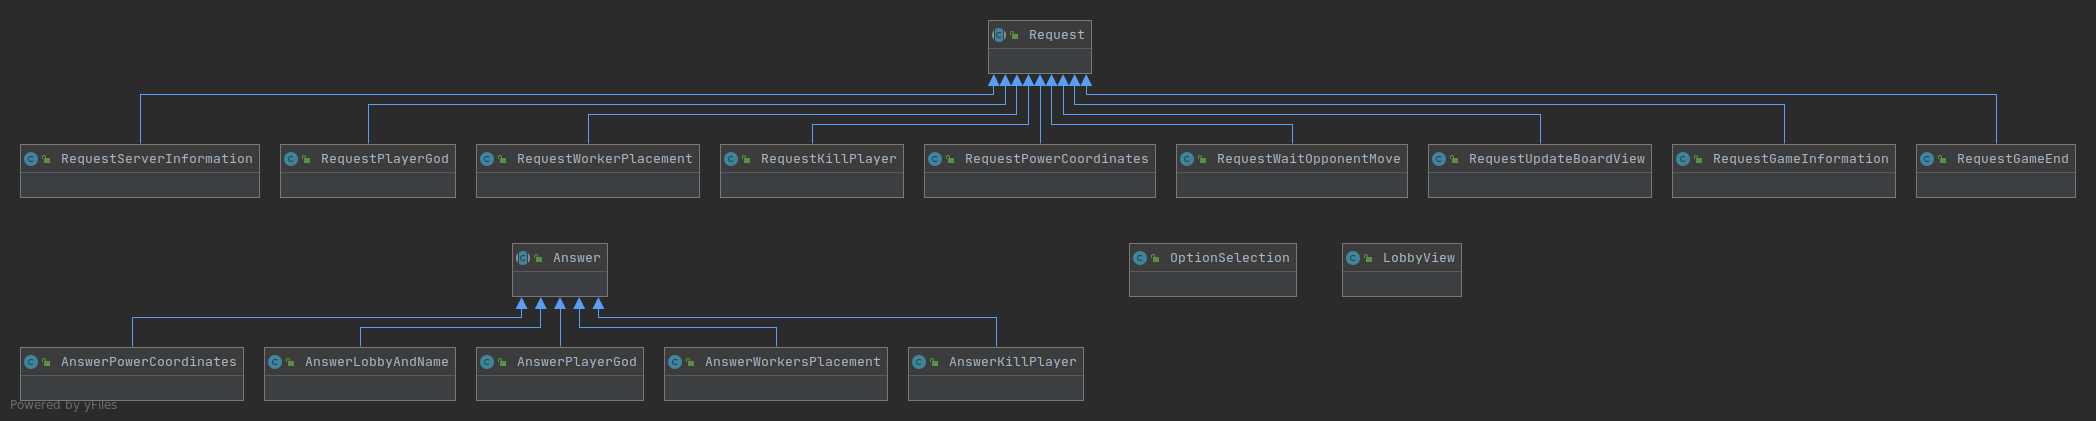 Request
RequestServerInformation
RequestPlayerGod
RequestWorkerPlacement
RequestKillPlayer
RequestPowerCoordinates
RequestWaitOpponentMove
RequestUpdateBoardView
RequestGameInformation
RequestGameEnd
Answer
OptionSelection
LobbyView
AnswerPowerCoordinates
AnswerLobbyAndName
AnswerPlayerGod
AnswerWorkersPlacement
AnswerKillPlayer
Powered by yFiles